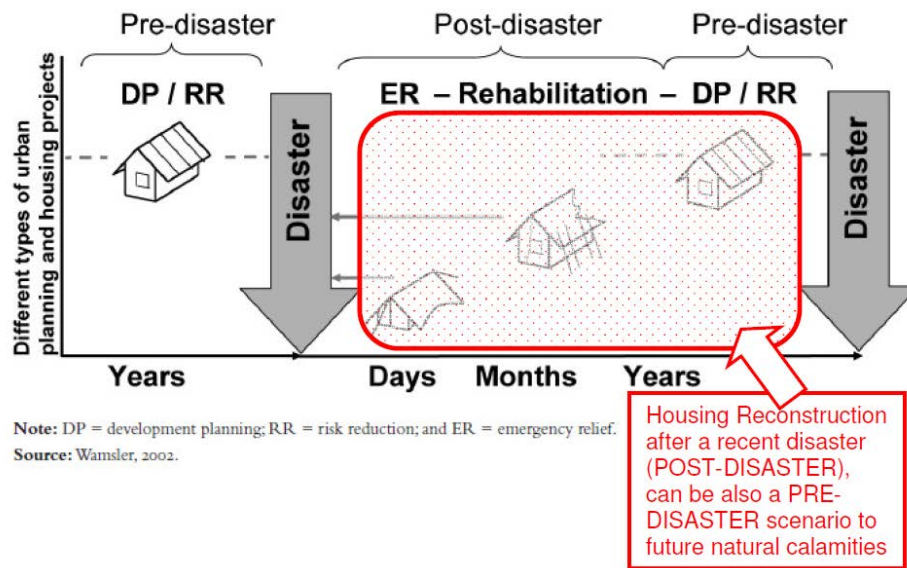 Pre-disaster
Post-disaster
Pre-disaster
DP / RR
ER – Rehabilitation – DP / RR
Different types of urban
planning and housing projects
Disaster
Disaster
Years
Days
Months
Years
Note: DP = development planning; RR = risk reduction; and ER = emergency relief.
Source: Wamsler, 2002.
Housing Reconstruction
after a recent disaster
(POST-DISASTER),
can be also a PRE-
DISASTER scenario to
future natural calamities